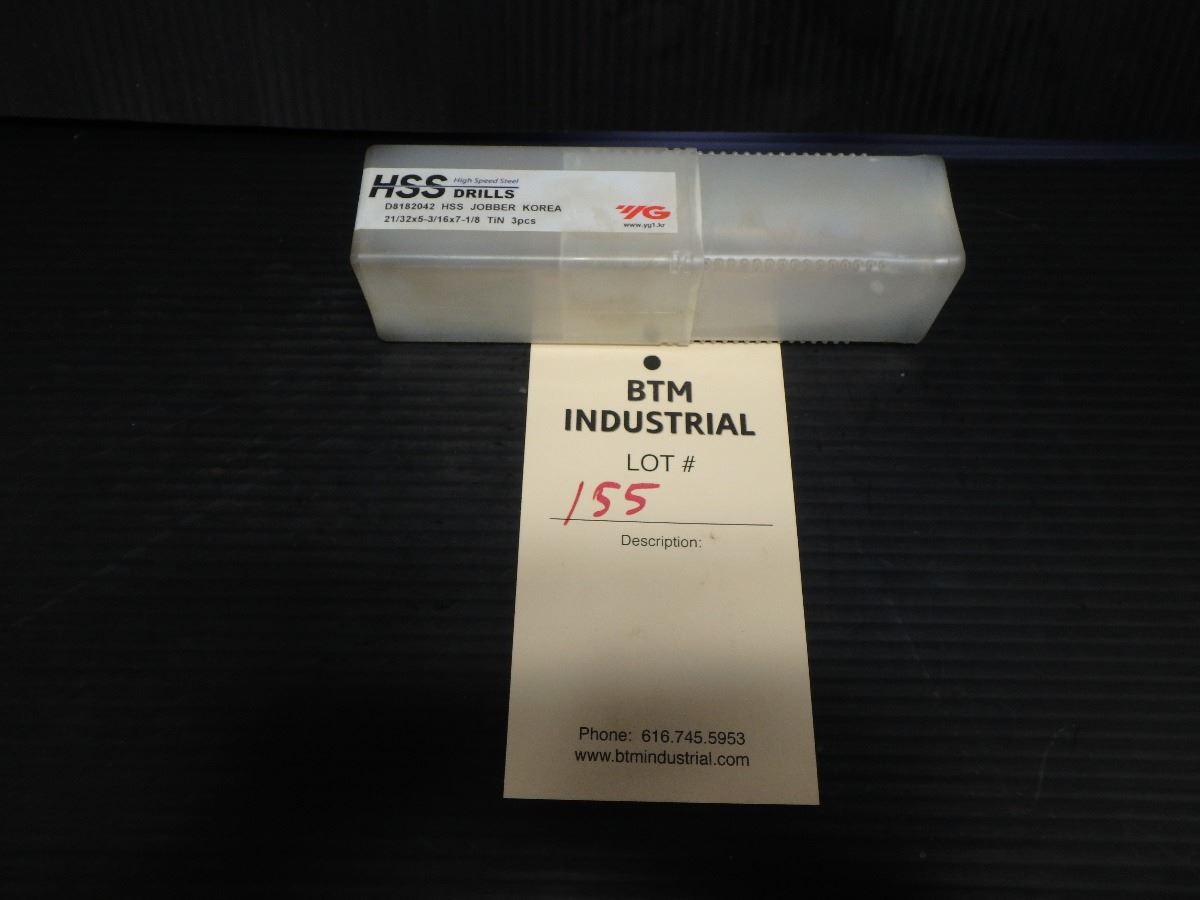 HSS High Speed Steel
DRILLS
D8182042 HSS JOBBER KOREA
21/32x5-3/16x7-1/8 TiN 3pcs
YG
www.yg1.kr
BTM
INDUSTRIAL
LOT #
155
Description:
Phone: 616.745.5953
www.btmindustrial.com